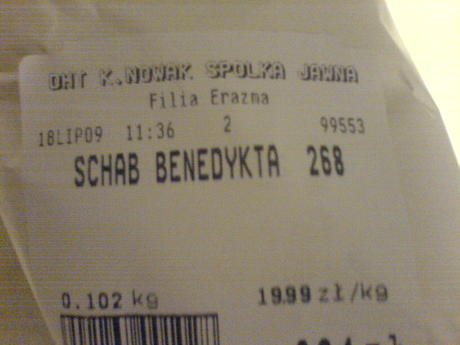 DHT K.NOWAK SPOLKA JAWNA
Filia Erazma
18LIP09 11:36 2 99553
SCHAB BENEDYKTA 268
0.102 kg 19.99 zł/kg